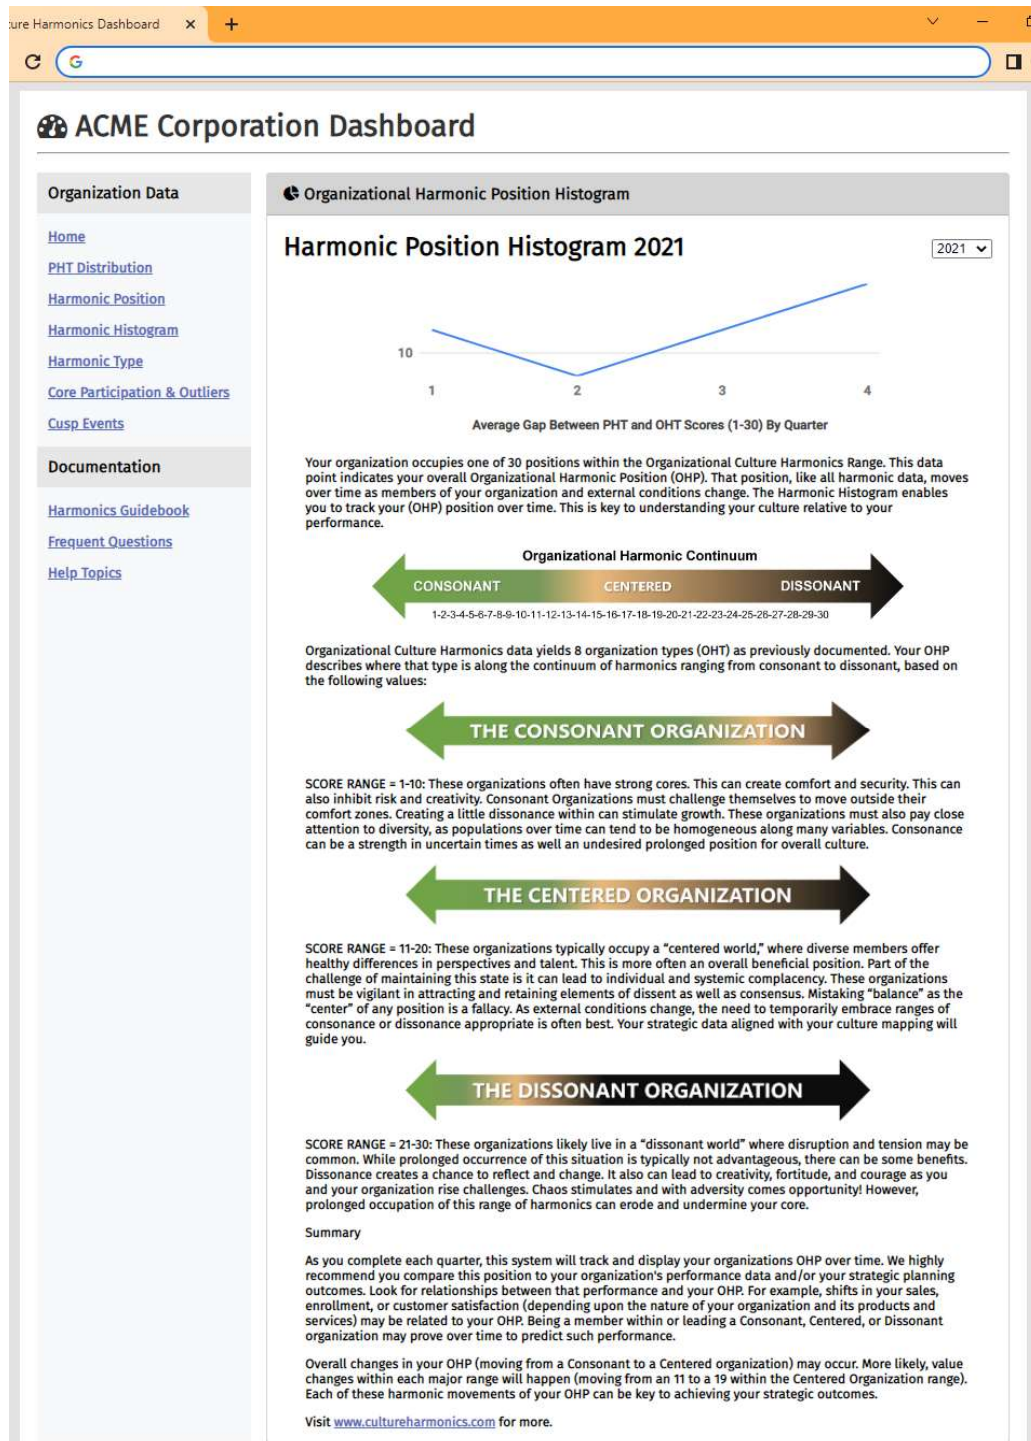 ure Harmonics Dashboard
ACME Corporation Dashboard
Organization Data
Home
PHT Distribution
Harmonic Position
Harmonic Histogram
Harmonic Type
Core Participation & Outliers
Cusp Events
Documentation
Harmonics Guidebook
Frequent Questions
Help Topics
Organizational Harmonic Position Histogram
Harmonic Position Histogram 2021
2021
10
1 2 3 4
Average Gap Between PHT and OHT Scores (1-30) By Quarter
Your organization occupies one of 30 positions within the Organizational Culture Harmonics Range. This data
point indicates your overall Organizational Harmonic Position (OHP). That position, like all harmonic data, moves
over time as members of your organization and external conditions change. The Harmonic Histogram enables
you to track your (OHP) position over time. This is key to understanding your culture relative to your
performance.
Organizational Harmonic Continuum
CONSONANT CENTERED DISSONANT
1-2-3-4-5-6-7-8-9-10-11-12-13-14-15-16-17-18-19-20-21-22-23-24-25-26-27-28-29-30
Organizational Culture Harmonics data yields 8 organization types (OHT) as previously documented. Your OHP
describes where that type is along the continuum of harmonics ranging from consonant to dissonant, based on
the following values:
THE CONSONANT ORGANIZATION
SCORE RANGE = 1-10: These organizations often have strong cores. This can create comfort and security. This can
also inhibit risk and creativity. Consonant Organizations must challenge themselves to move outside their
comfort zones. Creating a little dissonance within can stimulate growth. These organizations must also pay close
attention to diversity, as populations over time can tend to be homogeneous along many variables. Consonance
can be a strength in uncertain times as well an undesired prolonged position for overall culture.
THE CENTERED ORGANIZATION
SCORE RANGE = 11-20: These organizations typically occupy a “centered world,” where diverse members offer
healthy differences in perspectives and talent. This is more often an overall beneficial position. Part of the
challenge of maintaining this state is it can lead to individual and systemic complacency. These organizations
must be vigilant in attracting and retaining elements of dissent as well as consensus. Mistaking “balance” as the
“center” of any position is a fallacy. As external conditions change, the need to temporarily embrace ranges of
consonance or dissonance appropriate is often best. Your strategic data aligned with your culture mapping will
guide you.
THE DISSONANT ORGANIZATION
SCORE RANGE = 21-30: These organizations likely live in a “dissonant world” where disruption and tension may be
common. While prolonged occurrence of this situation is typically not advantageous, there can be some benefits.
Dissonance creates a chance to reflect and change. It also can lead to creativity, fortitude, and courage as you
and your organization rise challenges. Chaos stimulates and with adversity comes opportunity! However,
prolonged occupation of this range of harmonics can erode and undermine your core.
Summary
As you complete each quarter, this system will track and display your organizations OHP over time. We highly
recommend you compare this position to your organization's performance data and/or your strategic planning
outcomes. Look for relationships between that performance and your OHP. For example, shifts in your sales,
enrollment, or customer satisfaction (depending upon the nature of your organization and its products and
services) may be related to your OHP. Being a member within or leading a Consonant, Centered, or Dissonant
organization may prove over time to predict such performance.
Overall changes in your OHP (moving from a Consonant to a Centered organization) may occur. More likely, value
changes within each major range will happen (moving from an 11 to a 19 within the Centered Organization range).
Each of these harmonic movements of your OHP can be key to achieving your strategic outcomes.
Visit www.cultureharmonics.com for more.